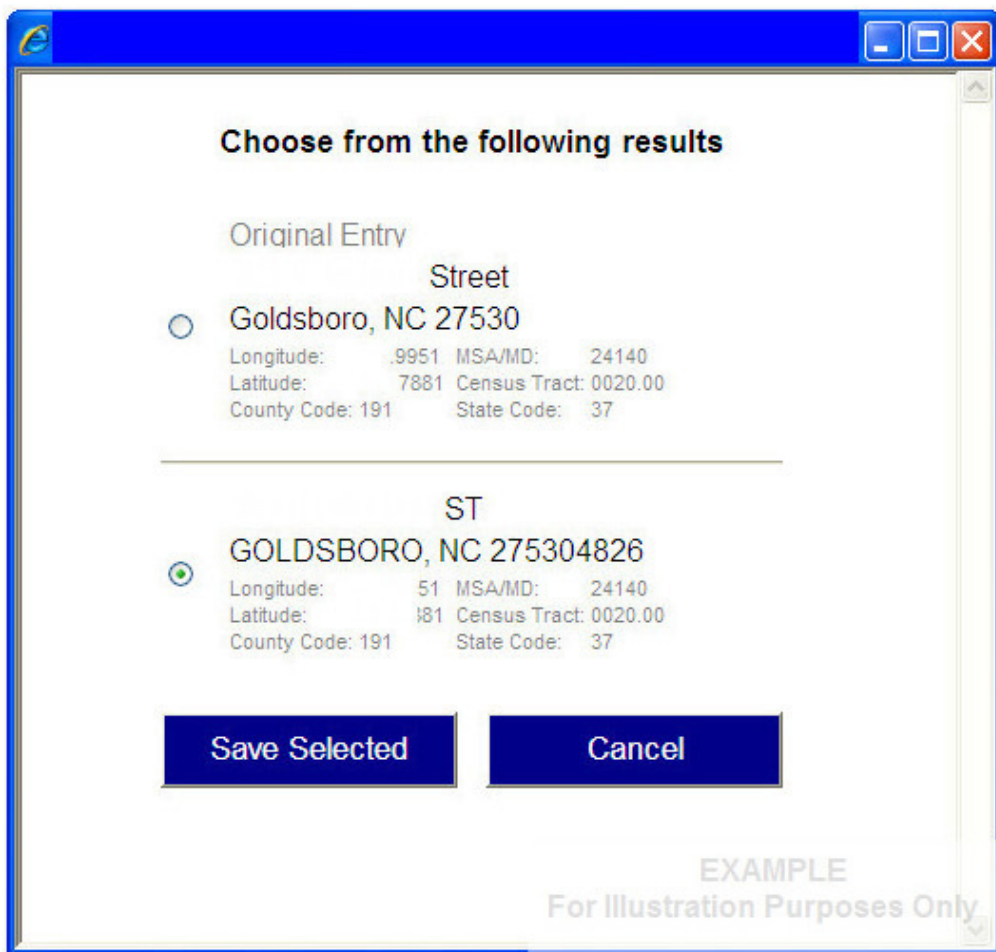 Choose from the following results
Original Entry
Street
Goldsboro, NC 27530
Longitude: .9951 MSA/MD: 24140
Latitude: 7881 Census Tract: 0020.00
County Code: 191 State Code: 37
ST
GOLDSBORO, NC 275304826
Longitude: 51 MSA/MD: 24140
Latitude: 881 Census Tract: 0020.00
County Code: 191 State Code: 37
Save Selected Cancel
EXAMPLE
For Illustration Purposes Only